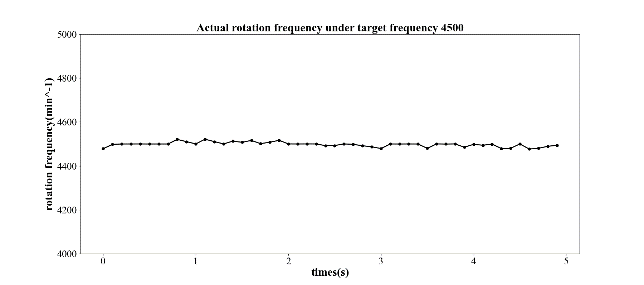 Actual rotation frequency under target frequency 4500
rotation frequency(min^-1)
5000
4800
4600
4400
4200
4000
0 1 2 3 4 5
times(s)